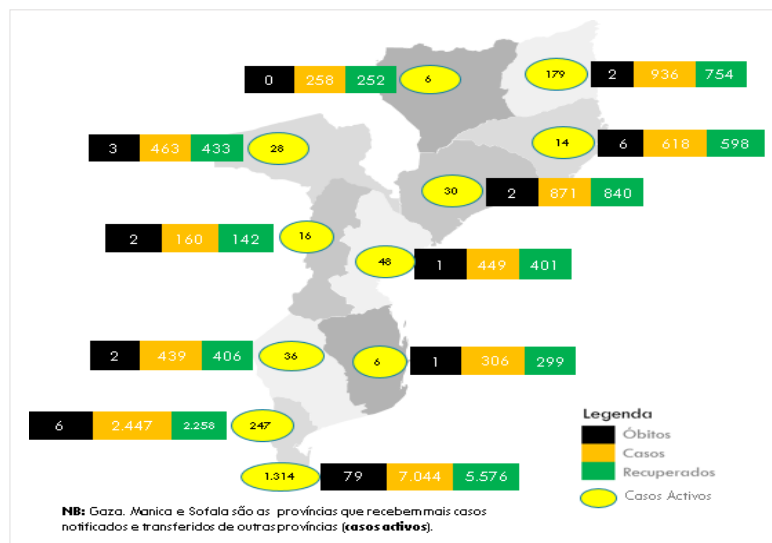 0 258 252 6
179 2 936 754
3 463 433 28
14 6 618 598
30 2 871 840
2 160 142 16
48 1 449 401
2 439 406 36
6 1 306 299
6 2.447 2.258 247
1.314 79 7.044 5.576
Legenda
Óbitos
Casos
Recuperados
Casos Activos
NB: Gaza. Manica e Sofala são as províncias que recebem mais casos
notificados e transferidos de outras províncias (casos activos).